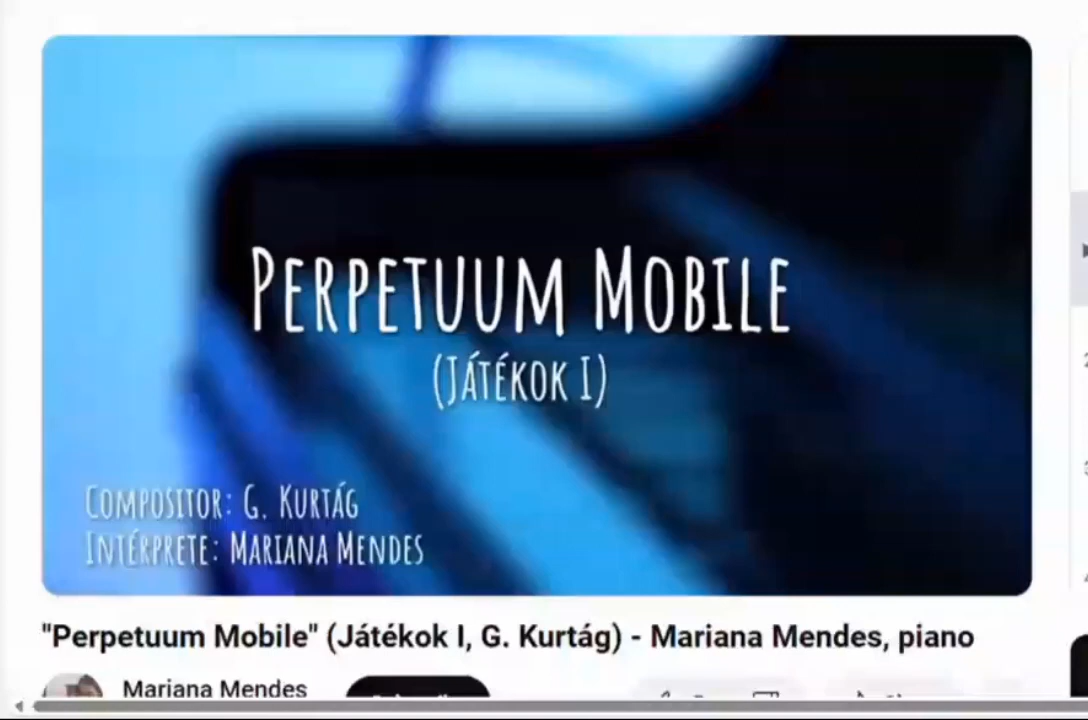 PERPETUUM MOBILE
(JÁTÉKOK I)
COMPOSITOR: G. KURTÁG
INTÉRPRETE: MARIANA MENDES
"Perpetuum Mobile" (Játékok I, G. Kurtág) - Mariana Mendes, piano
Mariana Mendes